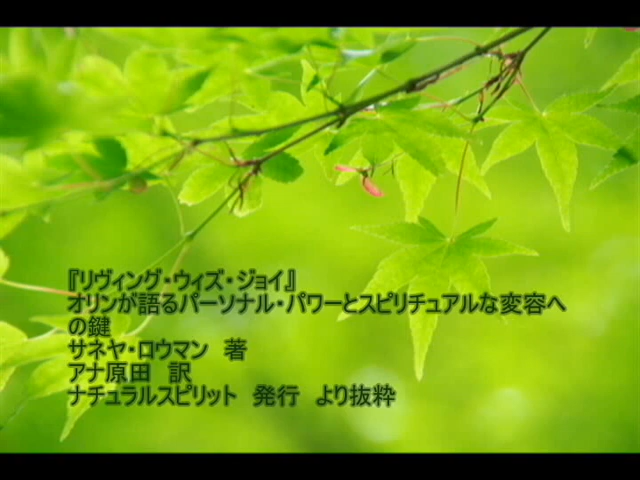 『リヴィング・ウィズ・ジョイ』
オリンが語るパーソナル・パワーとスピリチュアルな変容へ
の鍵
サネヤ・ロウマン　著
アナ原田　訳
ナチュラルスピリット　発行　より抜粋